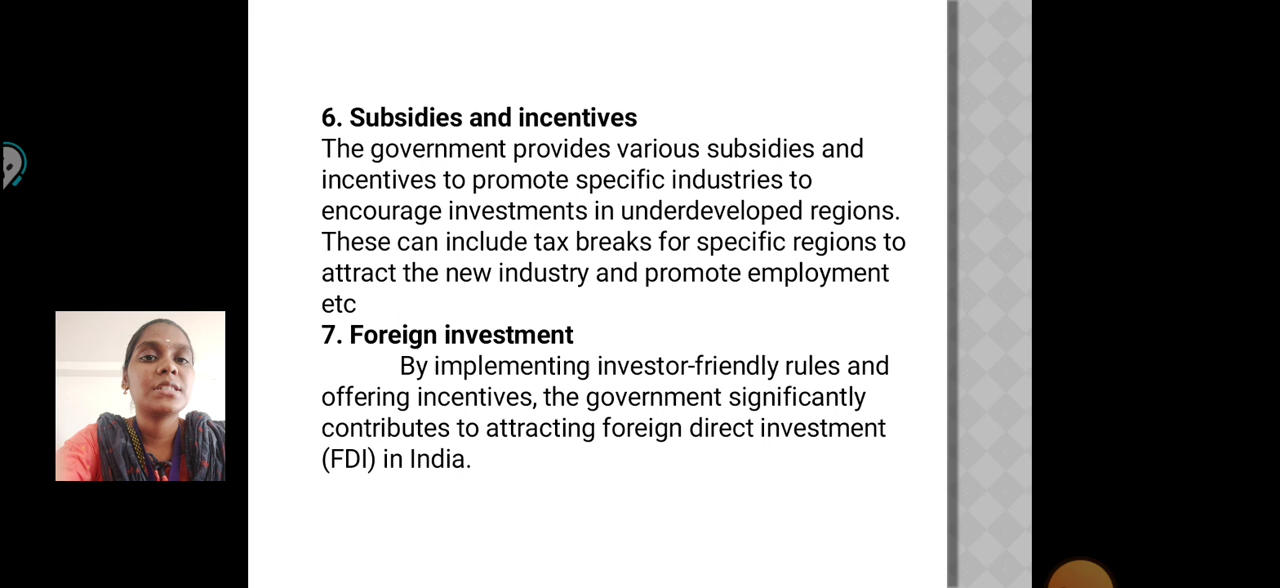 6. Subsidies and incentives
The government provides various subsidies and
incentives to promote specific industries to
encourage investments in underdeveloped regions.
These can include tax breaks for specific regions to
attract the new industry and promote employment
etc
7. Foreign investment
By implementing investor-friendly rules and
offering incentives, the government significantly
contributes to attracting foreign direct investment
(FDI) in India.